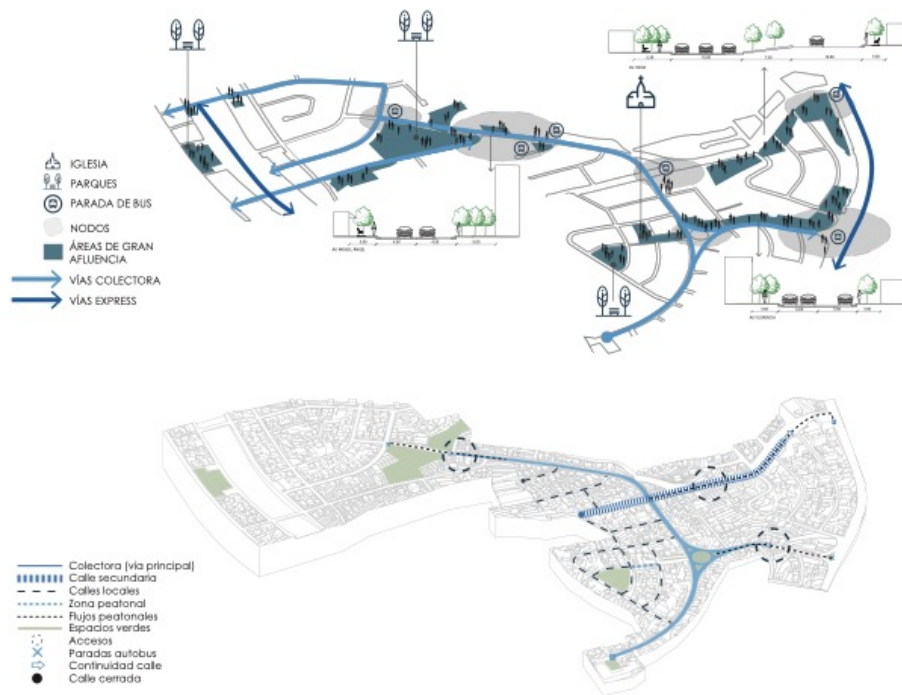 IGLESIA
PARQUES
PARADA DE BUS
NODOS
ÁREAS DE GRAN
AFLUENCIA
VÍAS COLECTORA
VÍAS EXPRESS
Colectora (via principal)
Calle secundaria
Calles locales
Zona peatonal
Flujos peatonales
Espacios verdes
Accesos
Paradas autobus
Continuidad calle
Calle cerrada